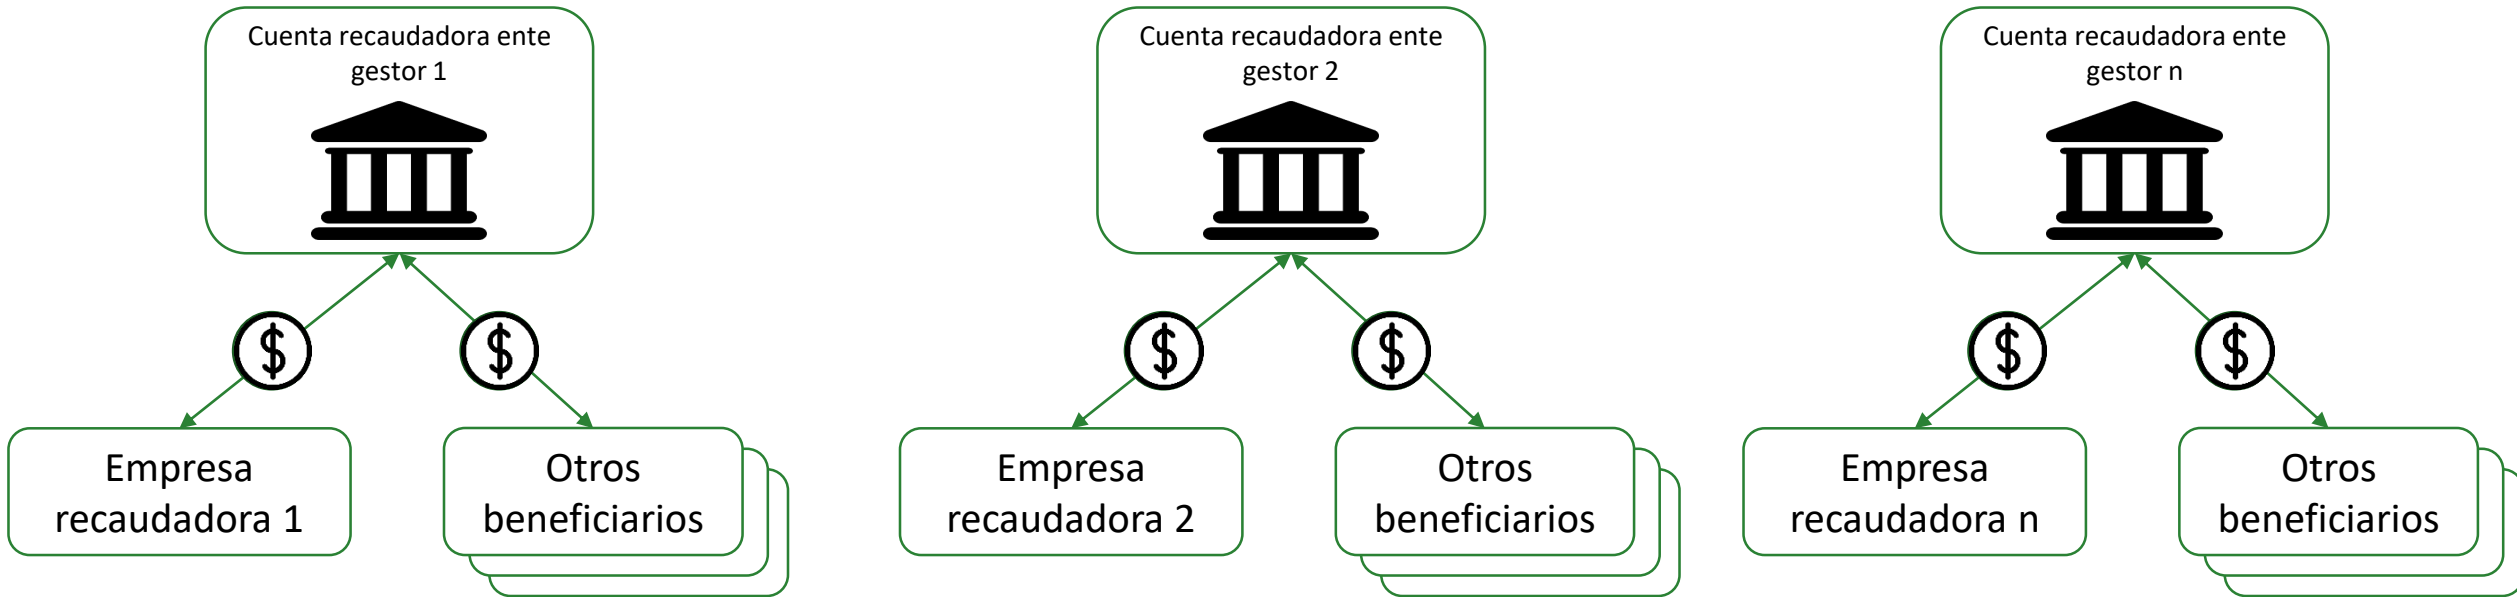 Cuenta recaudadora ente
gestor 1
Cuenta recaudadora ente
gestor 2
Cuenta recaudadora ente
gestor n
$
$
$
$
$
$
Empresa
recaudadora 1
Otros
beneficiarios
Empresa
recaudadora 2
Otros
beneficiarios
Empresa
recaudadora n
Otros
beneficiarios